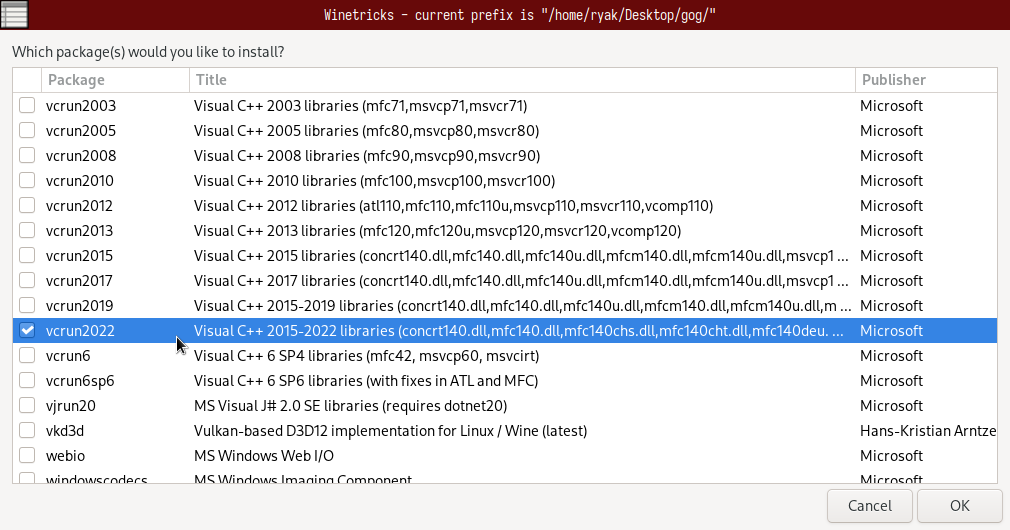 Winetricks - current prefix is "/home/ryak/Desktop/gog/"
Which package(s) would you like to install?
Package Title Publisher
vcrun2003 Visual C++ 2003 libraries (mfc71,msvcp71,msvcr71) Microsoft
vcrun2005 Visual C++ 2005 libraries (mfc80,msvcp80,msvcr80) Microsoft
vcrun2008 Visual C++ 2008 libraries (mfc90,msvcp90,msvcr90) Microsoft
vcrun2010 Visual C++ 2010 libraries (mfc100,msvcp100,msvcr100) Microsoft
vcrun2012 Visual C++ 2012 libraries (atl110,mfc110,mfc110u,msvcp110,msvcr110,vcomp110) Microsoft
vcrun2013 Visual C++ 2013 libraries (mfc120,mfc120u,msvcp120,msvcr120,vcomp120) Microsoft
vcrun2015 Visual C++ 2015 libraries (concrt140.dll,mfc140.dll,mfc140u.dll,mfcm140.dll,mfcm140u.dll,msvcp1 ... Microsoft
vcrun2017 Visual C++ 2017 libraries (concrt140.dll,mfc140.dll,mfc140u.dll,mfcm140.dll,mfcm140u.dll,msvcp1 ... Microsoft
vcrun2019 Visual C++ 2015-2019 libraries (concrt140.dll,mfc140.dll,mfc140u.dll,mfcm140.dll,mfcm140u.dll,m ... Microsoft
vcrun2022 Visual C++ 2015-2022 libraries (concrt140.dll,mfc140.dll,mfc140chs.dll,mfc140cht.dll,mfc140deu. ... Microsoft
vcrun6 Visual C++ 6 SP4 libraries (mfc42, msvcp60, msvcirt) Microsoft
vcrun6sp6 Visual C++ 6 SP6 libraries (with fixes in ATL and MFC) Microsoft
vjrun20 MS Visual J# 2.0 SE libraries (requires dotnet20) Microsoft
vkd3d Vulkan-based D3D12 implementation for Linux / Wine (latest) Hans-Kristian Arntze
webio MS Windows Web I/O Microsoft
windowscodecs MS Windows Imaging Component Microsoft
Cancel OK